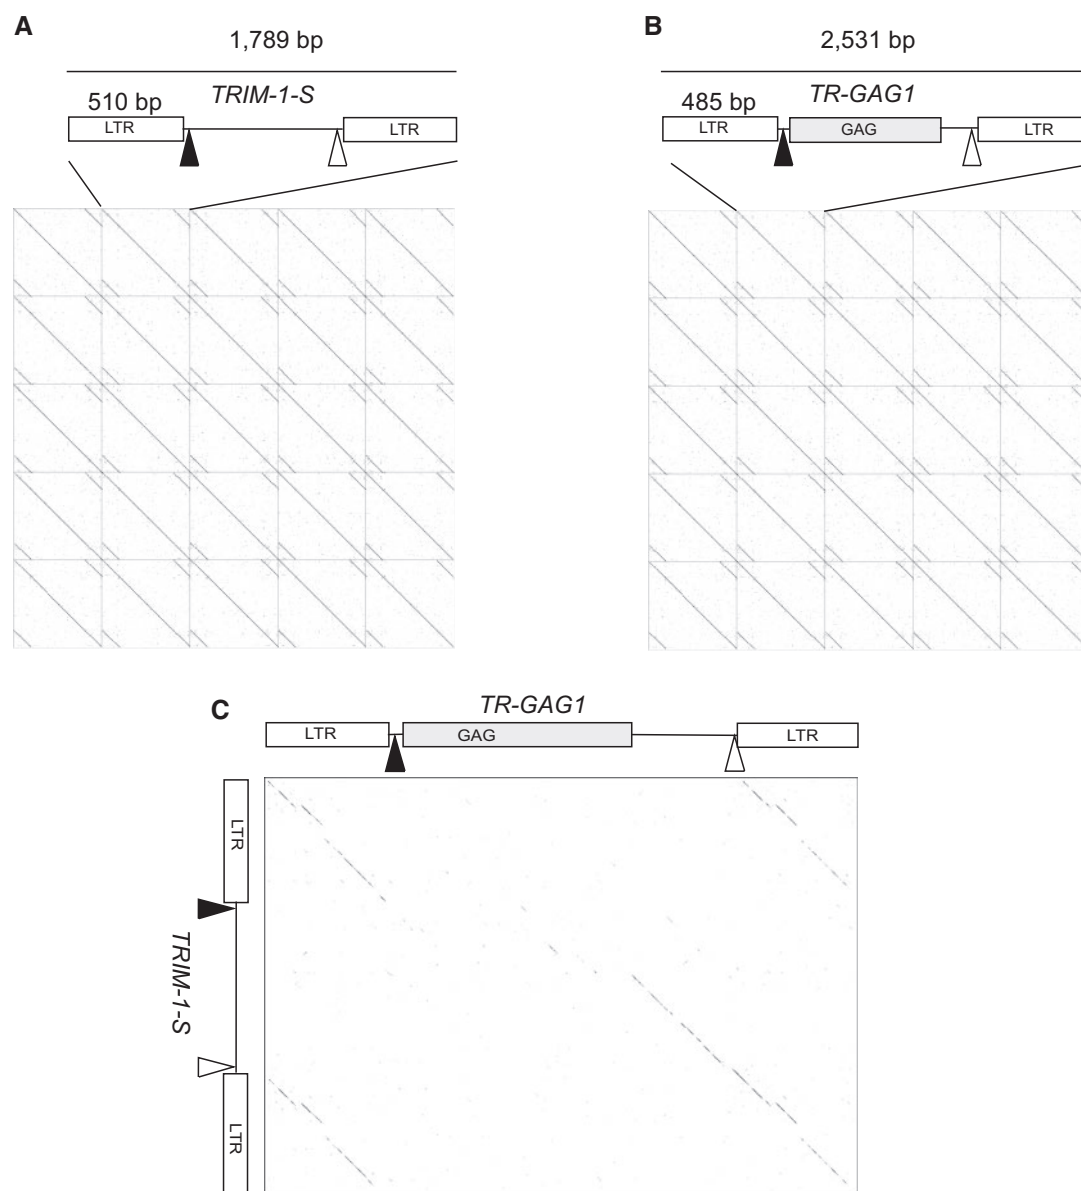 A
1,789 bp
510 bp
TRIM-1-S
LTR
LTR
B
2,531 bp
485 bp
TR-GAG1
LTR
GAG
LTR
C
TR-GAG1
LTR
GAG
LTR
LTR
TRIM-1-S
LTR